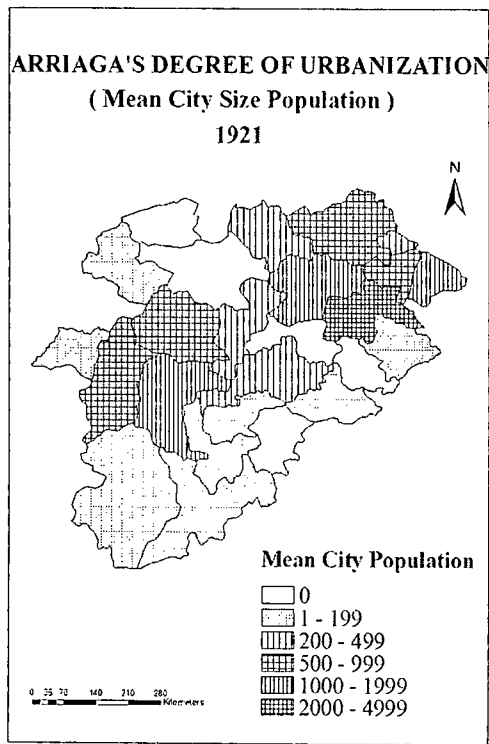 ARRIAGA'S DEGREE OF URBANIZATION
( Mean City Size Population )
1921
N
Mean City Population
0
1 - 199
200 - 499
500 - 999
1000 - 1999
2000 - 4999
0 35 70 140 210 280
Kilometers